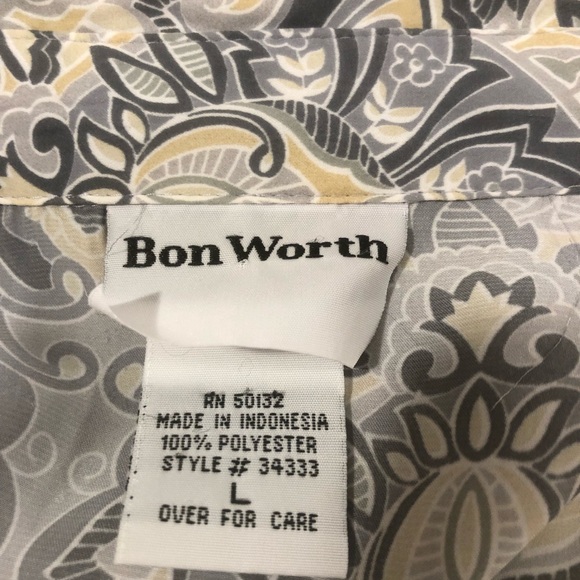 Bon Worth
RN 50132
MADE IN INDONESIA
100% POLYESTER
STYLE # 34333
L
OVER FOR CARE